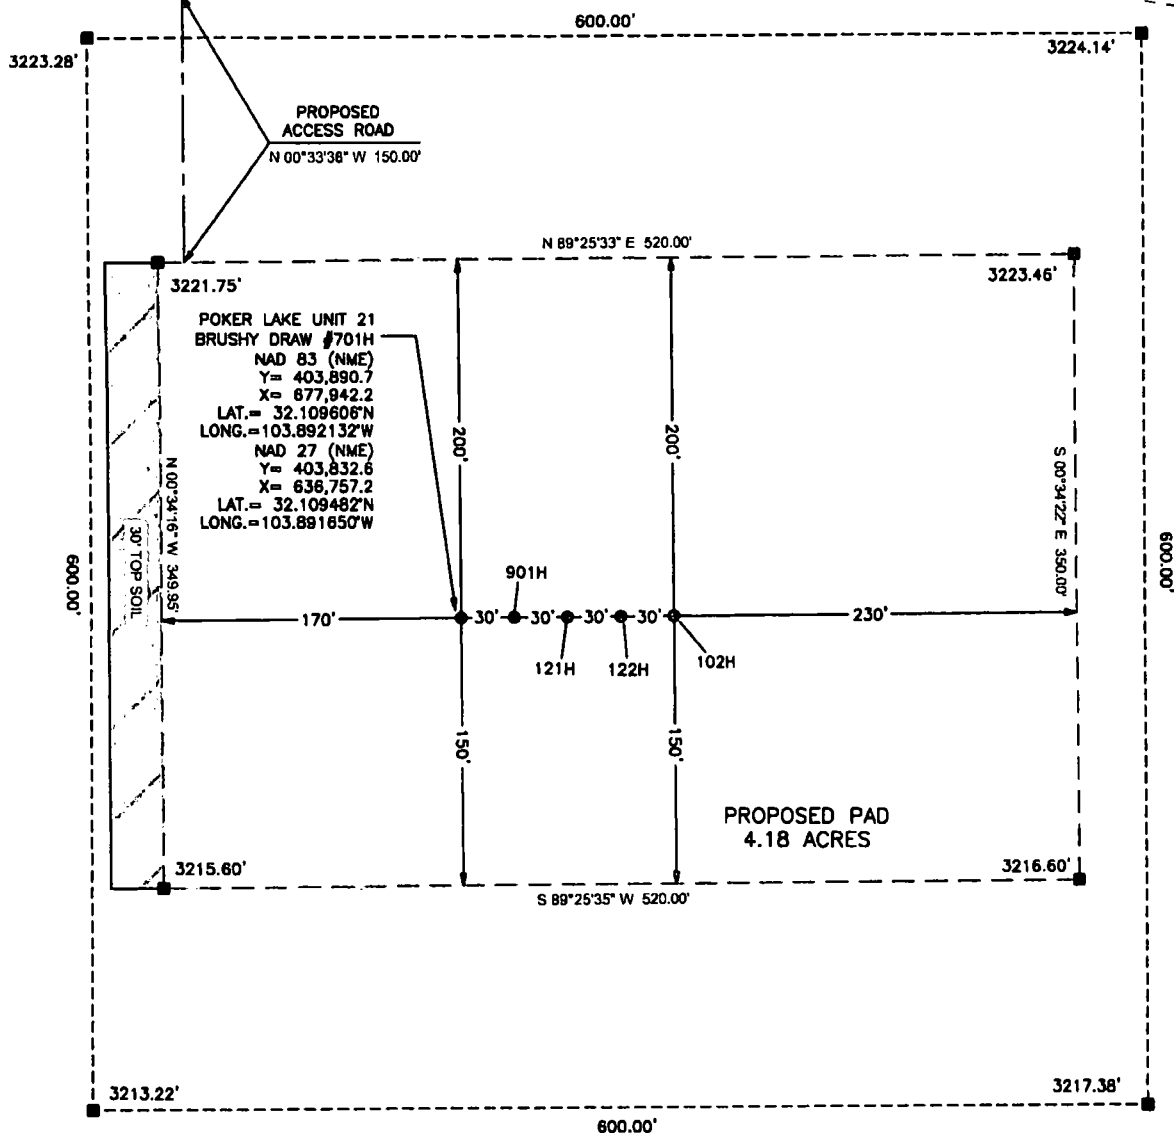 600.00'
3223.28'
3224.14'
PROPOSED
ACCESS ROAD
N 00°33'38" W 150.00'
N 89°25'33" E 520.00'
3221.75'
3223.46'
POKER LAKE UNIT 21
BRUSHY DRAW #701H
NAD 83 (NME)
Y= 403,890.7
X= 677,942.2
LAT.= 32.109606°N
LONG.=103.892132°W
NAD 27 (NME)
Y= 403,832.6
X= 636,757.2
LAT.= 32.109482°N
LONG.=103.891650°W
200'
200'
N 00°34'16" W 349.95'
S 00°34'22" E 350.00'
30' TOP SOIL
600.00'
600.00'
901H
170'
30'
30'
30'
30'
230'
121H
122H
102H
150'
150'
PROPOSED PAD
4.18 ACRES
3215.60'
3216.60'
S 89°25'35" W 520.00'
3213.22'
3217.38'
600.00'